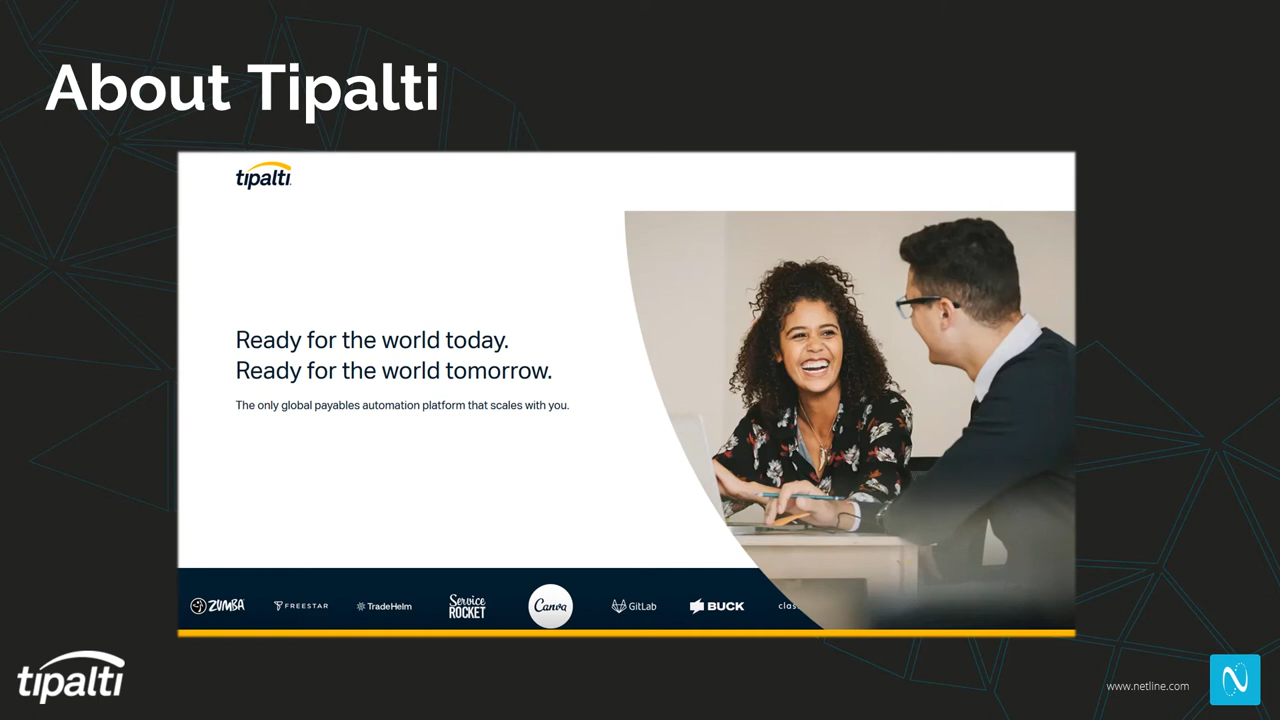 About Tipalti
tipalti
Ready for the world today.
Ready for the world tomorrow.
The only global payables automation platform that scales with you.
ZUMBA
FREESTAR
TradeHelm
Service
ROCKET
Canva
GitLab
BUCK
clas
tipalti
www.netline.com
N